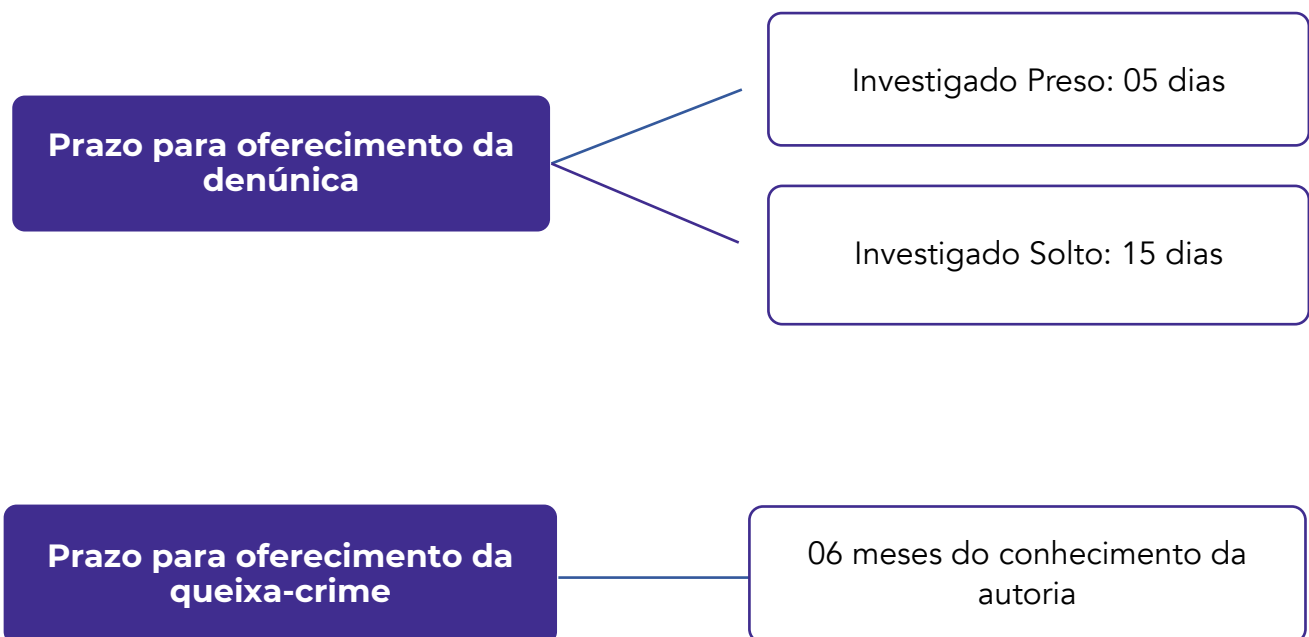 Prazo para oferecimento da
denúnica
Investigado Preso: 05 dias
Investigado Solto: 15 dias
Prazo para oferecimento da
queixa-crime
06 meses do conhecimento da
autoria